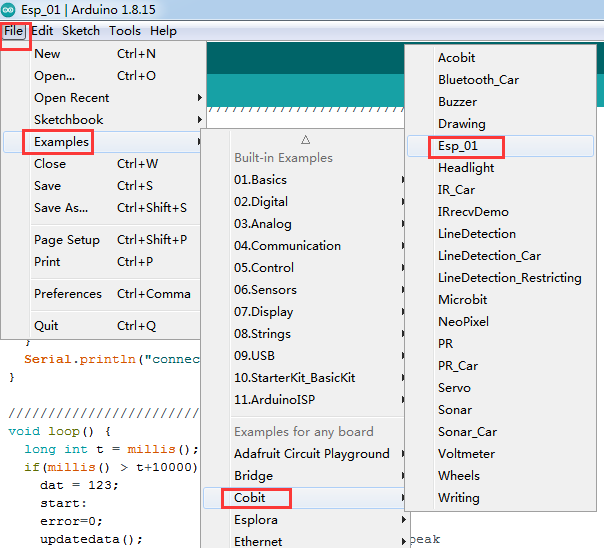 Esp_01 | Arduino 1.8.15
File Edit Sketch Tools Help
New Ctrl+N
Open... Ctrl+O
Open Recent
Sketchbook
Examples
Close Ctrl+W
Save Ctrl+S
Save As... Ctrl+Shift+S
Page Setup Ctrl+Shift+P
Print Ctrl+P
Preferences Ctrl+Comma
Quit Ctrl+Q
Built-in Examples
01.Basics
02.Digital
03.Analog
04.Communication
05.Control
06.Sensors
07.Display
08.Strings
09.USB
10.StarterKit_BasicKit
11.ArduinoISP
Examples for any board
Adafruit Circuit Playground
Bridge
Cobit
Esplora
Ethernet
Acobit
Bluetooth_Car
Buzzer
Drawing
Esp_01
Headlight
IR_Car
IRrecvDemo
LineDetection
LineDetection_Car
LineDetection_Restricting
Microbit
NeoPixel
PR
PR_Car
Servo
Sonar
Sonar_Car
Voltmeter
Wheels
Writing
}
Serial.println("connec
}
////////////////////////
void loop() {
long int t = millis();
if(millis() > t+10000)
dat = 123;
start:
error=0;
updatedata();
peak